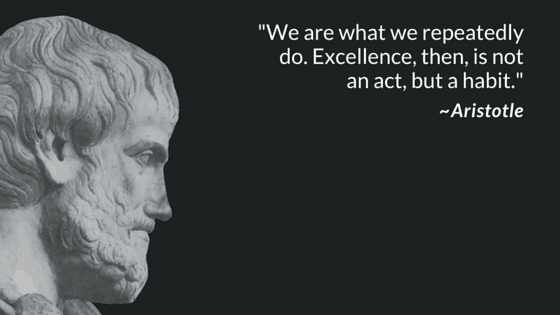 "We are what we repeatedly
do. Excellence, then, is not
an act, but a habit."
~Aristotle